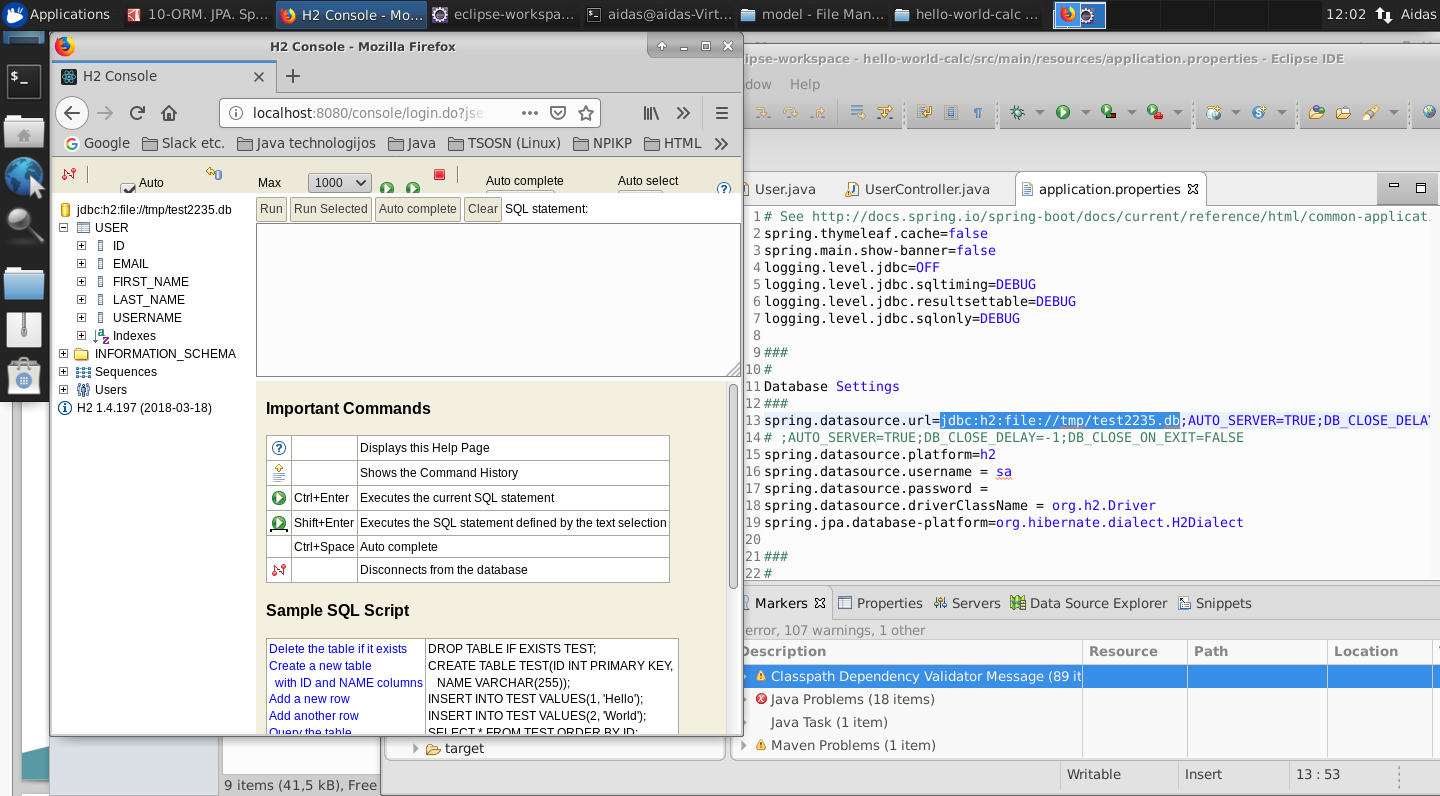 Applications
10-ORM. JPA. Sp...
H2 Console - Mo...
eclipse-workspa...
aidas@aidas-Virt...
model - File Man...
hello-world-calc ...
12:02
Aidas
H2 Console - Mozilla Firefox
H2 Console
localhost:8080/console/login.do?jse
Google
Slack etc.
Java technologijos
Java
TSOSN (Linux)
NPIKP
HTML
Auto
Max
1000
Auto complete
Auto select
jdbc:h2:file://tmp/test2235.db
USER
ID
EMAIL
FIRST_NAME
LAST_NAME
USERNAME
Indexes
INFORMATION_SCHEMA
Sequences
Users
H2 1.4.197 (2018-03-18)
Run
Run Selected
Auto complete
Clear
SQL statement:
Important Commands
Displays this Help Page
Shows the Command History
Ctrl+Enter Executes the current SQL statement
Shift+Enter Executes the SQL statement defined by the text selection
Ctrl+Space Auto complete
Disconnects from the database
Sample SQL Script
Delete the table if it exists DROP TABLE IF EXISTS TEST;
Create a new table CREATE TABLE TEST(ID INT PRIMARY KEY,
with ID and NAME columns NAME VARCHAR(255));
Add a new row INSERT INTO TEST VALUES(1, 'Hello');
Add another row INSERT INTO TEST VALUES(2, 'World');
Query the table SELECT * FROM TEST ORDER BY ID;
ipse-workspace - hello-world-calc/src/main/resources/application.properties - Eclipse IDE
dow Help
User.java
UserController.java
application.properties
1 # See http://docs.spring.io/spring-boot/docs/current/reference/html/common-applicati
2 spring.thymeleaf.cache=false
3 spring.main.show-banner=false
4 logging.level.jdbc=OFF
5 logging.level.jdbc.sqltiming=DEBUG
6 logging.level.jdbc.resultsettable=DEBUG
7 logging.level.jdbc.sqlonly=DEBUG
8
9 ###
10 #
11 Database Settings
12 ###
13 spring.datasource.url=jdbc:h2:file://tmp/test2235.db;AUTO_SERVER=TRUE;DB_CLOSE_DELAY
14 # ;AUTO_SERVER=TRUE;DB_CLOSE_DELAY=-1;DB_CLOSE_ON_EXIT=FALSE
15 spring.datasource.platform=h2
16 spring.datasource.username = sa
17 spring.datasource.password =
18 spring.datasource.driverClassName = org.h2.Driver
19 spring.jpa.database-platform=org.hibernate.dialect.H2Dialect
20
21 ###
22 #
Markers
Properties
Servers
Data Source Explorer
Snippets
error, 107 warnings, 1 other
Description Resource Path Location
Classpath Dependency Validator Message (89 it
Java Problems (18 items)
Java Task (1 item)
Maven Problems (1 item)
target
9 items (41,5 kB), Free
Writable
Insert
13 : 53